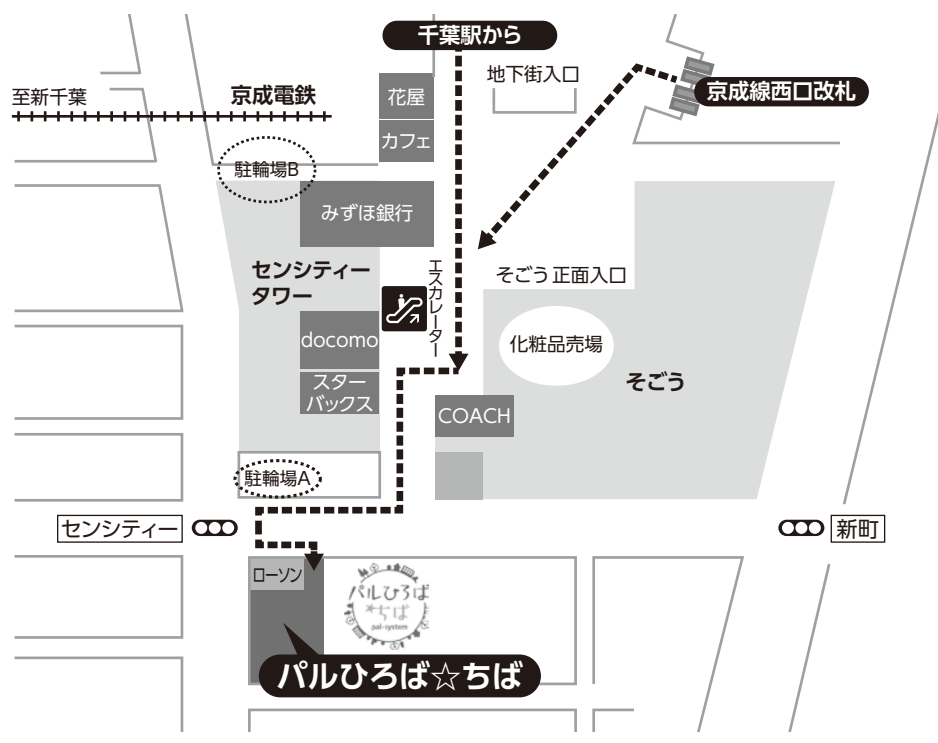 千葉駅から
地下街入口
京成線西口改札
至新千葉
京成電鉄
花屋
カフェ
駐輪場B
みずほ銀行
センシティー
タワー
エスカレーター
そごう 正面入口
docomo
化粧品売場
スター
バックス
そごう
COACH
駐輪場A
センシティー
新町
ローソン
パルひろば
☆ちば
pal-system
パルひろば☆ちば